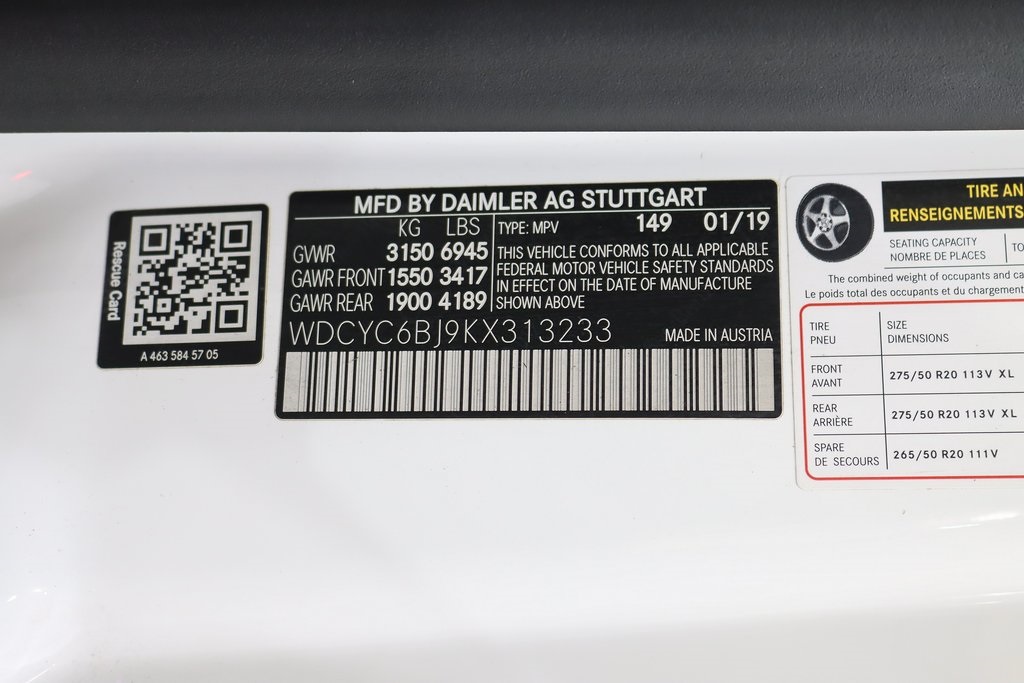 Rescue Card
A 463 584 57 05
MFD BY DAIMLER AG STUTTGART
KG LBS
GVWR 3150 6945
GAWR FRONT 1550 3417
GAWR REAR 1900 4189
TYPE: MPV 149 01/19
THIS VEHICLE CONFORMS TO ALL APPLICABLE
FEDERAL MOTOR VEHICLE SAFETY STANDARDS
IN EFFECT ON THE DATE OF MANUFACTURE
SHOWN ABOVE
WDCYC6BJ9KX313233 MADE IN AUSTRIA
TIRE AN
RENSEIGNEMENTS
SEATING CAPACITY
NOMBRE DE PLACES
TO
The combined weight of occupants and ca
Le poids total des occupants et du chargement
TIRE
PNEU
SIZE
DIMENSIONS
FRONT
AVANT
275/50 R20 113V XL
REAR
ARRIÈRE
275/50 R20 113V XL
SPARE
DE SECOURS
265/50 R20 111V